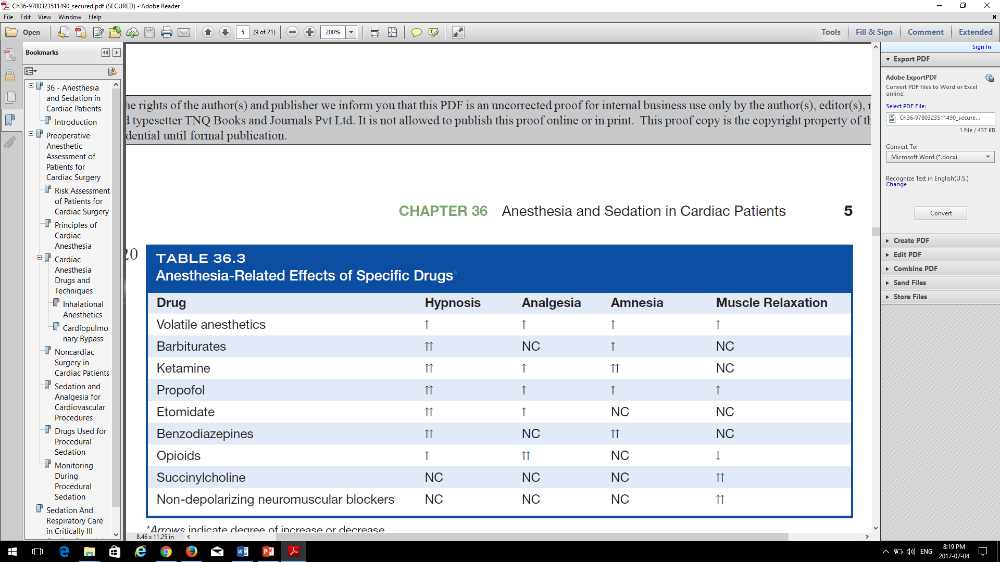 Ch36-9780323511490_secured.pdf (SECURED) - Adobe Reader
File Edit View Window Help
Open
5 (9 of 21)
200%
Tools Fill & Sign Comment Extended
Bookmarks
36 - Anesthesia
and Sedation in
Cardiac Patients
Introduction
Preoperative
Anesthetic
Assessment of
Patients for
Cardiac Surgery
Risk Assessment
of Patients for
Cardiac Surgery
Principles of
Cardiac
Anesthesia
Cardiac
Anesthesia
Drugs and
Techniques
Inhalational
Anesthetics
Cardiopulmo
nary Bypass
Noncardiac
Surgery in
Cardiac Patients
Sedation and
Analgesia for
Cardiovascular
Procedures
Drugs Used for
Procedural
Sedation
Monitoring
During
Procedural
Sedation
Sedation And
Respiratory Care
in Critically Ill
he rights of the author(s) and publisher we inform you that this PDF is an uncorrected proof for internal business use only by the author(s), editor(s), r
d typesetter TNQ Books and Journals Pvt Ltd. It is not allowed to publish this proof online or in print. This proof copy is the copyright property of th
dential until formal publication.
CHAPTER 36 Anesthesia and Sedation in Cardiac Patients 5
20
TABLE 36.3
Anesthesia-Related Effects of Specific Drugs*
Drug Hypnosis Analgesia Amnesia Muscle Relaxation
Volatile anesthetics ↑ ↑ ↑ ↑
Barbiturates ↑↑ NC ↑ NC
Ketamine ↑↑ ↑ ↑↑ NC
Propofol ↑↑ ↑ ↑ ↑
Etomidate ↑↑ ↑ NC NC
Benzodiazepines ↑↑ NC ↑↑ NC
Opioids ↑ ↑↑ NC ↓
Succinylcholine NC NC NC ↑↑
Non-depolarizing neuromuscular blockers NC NC NC ↑↑
*Arrows indicate degree of increase or decrease
8.46 x 11.25 in
Sign In
Export PDF
Adobe ExportPDF
Convert PDF files to Word or Excel
online.
Select PDF File:
Ch36-9780323511490_secure...
1 file / 437 KB
Convert To:
Microsoft Word (*.docx)
Recognize Text in English(U.S.)
Change
Convert
Create PDF
Edit PDF
Combine PDF
Send Files
Store Files
ENG
8:19 PM
2017-07-04